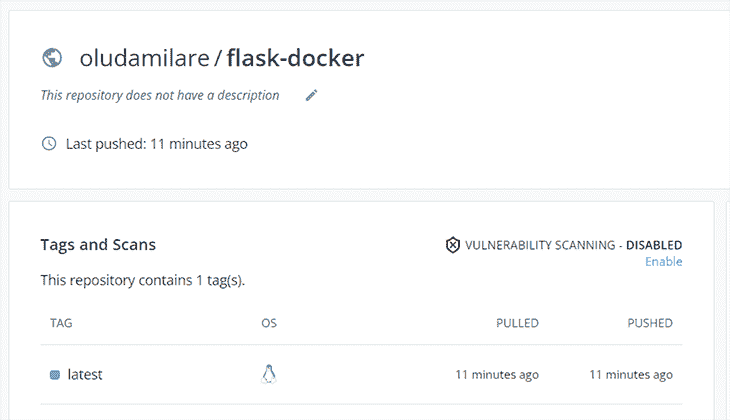 oludamilare / flask-docker
This repository does not have a description
Last pushed: 11 minutes ago
Tags and Scans
VULNERABILITY SCANNING - DISABLED
Enable
This repository contains 1 tag(s).
TAG OS PULLED PUSHED
latest 11 minutes ago 11 minutes ago